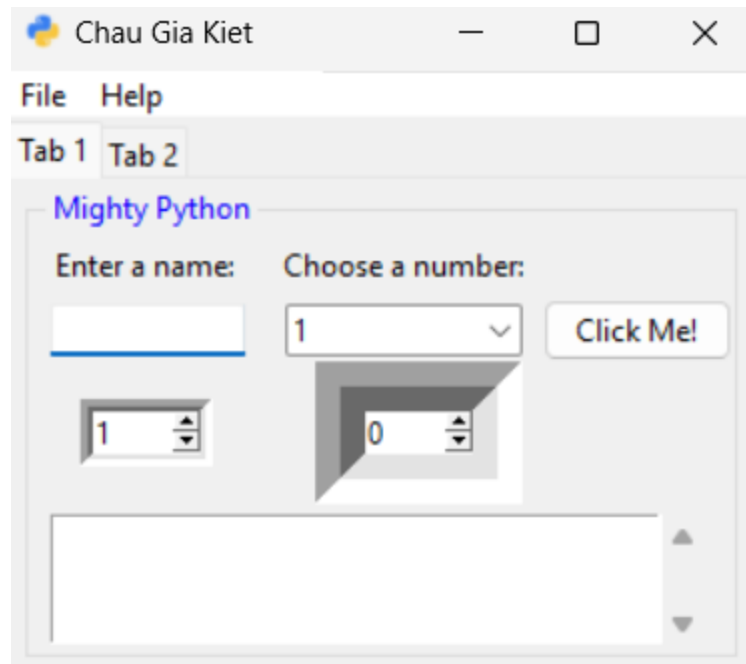 Chau Gia Kiet
File Help
Tab 1 Tab 2
Mighty Python
Enter a name: Choose a number:
1 Click Me!
1 0